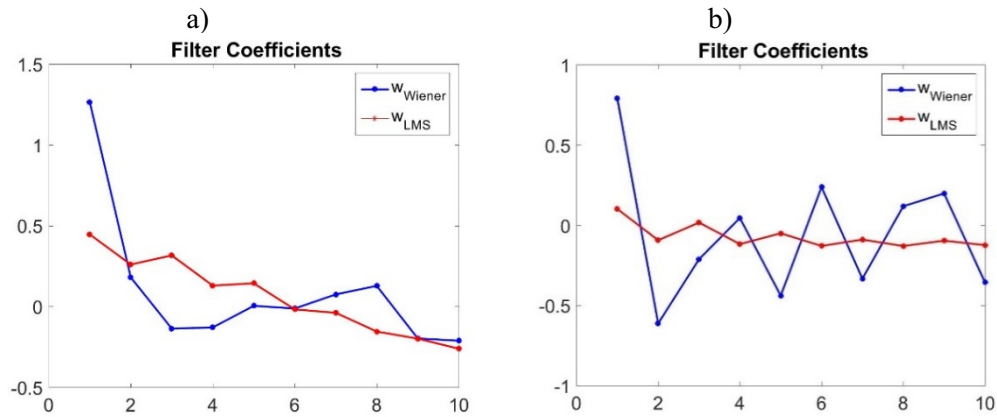 a)
Filter Coefficients
1.5
1
0.5
0
-0.5
0 2 4 6 8 10
w_Wiener
w_LMS
b)
Filter Coefficients
1
0.5
0
-0.5
-1
0 2 4 6 8 10
w_Wiener
w_LMS